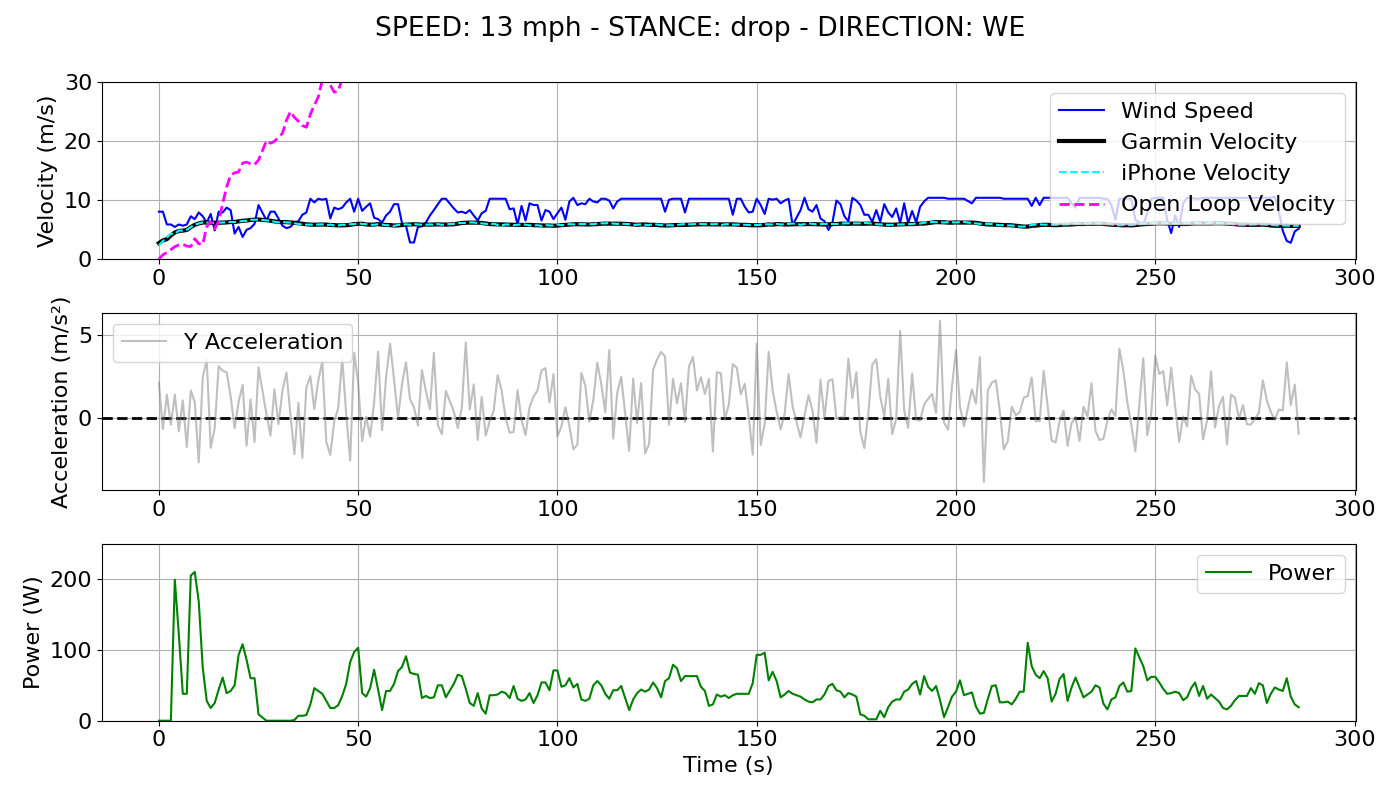 SPEED: 13 mph - STANCE: drop - DIRECTION: WE
Velocity (m/s)
30
20
10
0
Wind Speed
Garmin Velocity
iPhone Velocity
Open Loop Velocity
0 50 100 150 200 250 300
Acceleration (m/s²)
5
0
Y Acceleration
0 50 100 150 200 250 300
Power (W)
200
100
0
Power
0 50 100 150 200 250 300
Time (s)